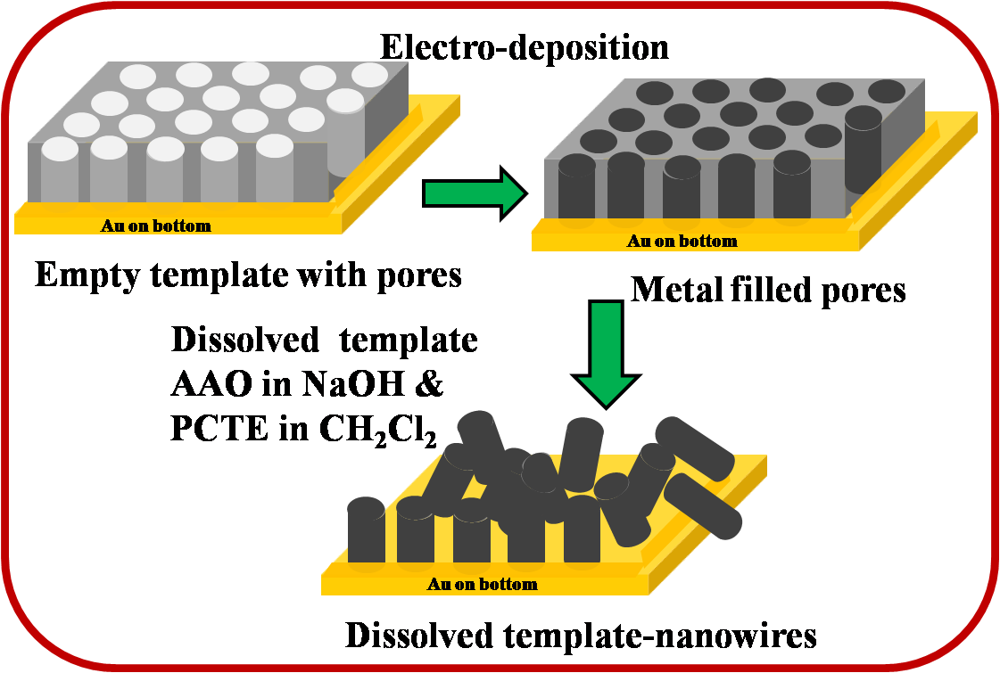 Electro-deposition
Au on bottom
Au on bottom
Empty template with pores
Metal filled pores
Dissolved template
AAO in NaOH &
PCTE in CH₂Cl₂
Au on bottom
Dissolved template-nanowires